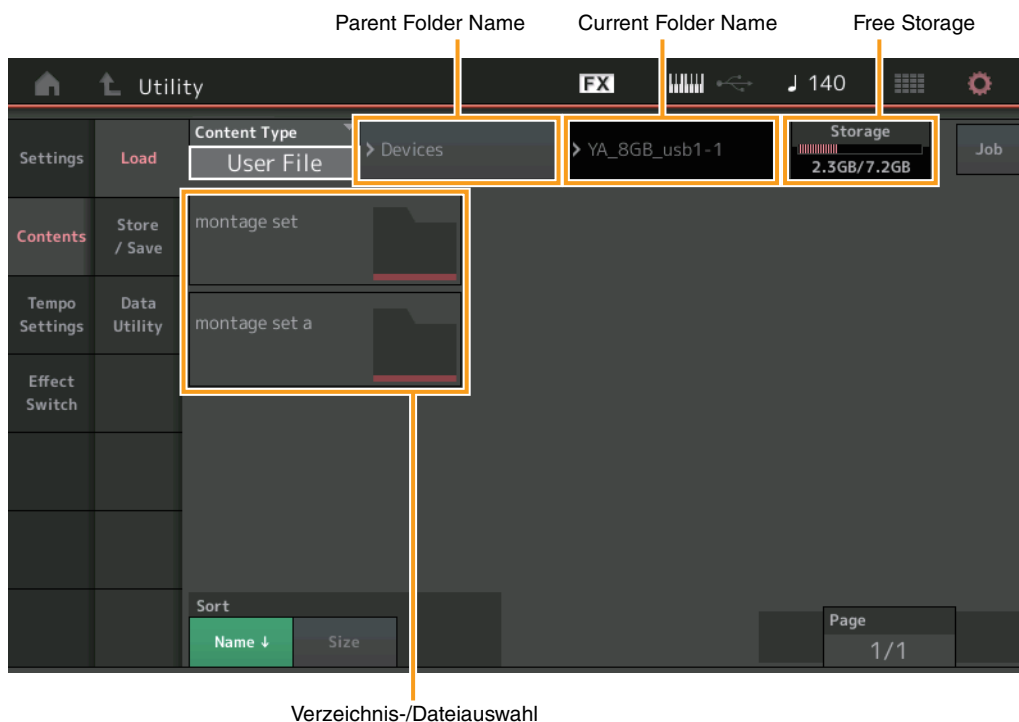 Parent Folder Name
Current Folder Name
Free Storage
Utility
FX
140
Settings
Load
Content Type
User File
Devices
YA_8GB_usb1-1
Storage
2.3GB/7.2GB
Job
Contents
Store
/ Save
montage set
Tempo
Settings
Data
Utility
montage set a
Effect
Switch
Sort
Name ↓
Size
Page
1/1
Verzeichnis-/Dateiauswahl